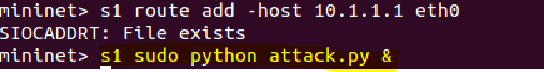 mininet> s1 route add -host 10.1.1.1 eth0
SIOCADDRT: File exists
mininet> s1 sudo python attack.py &